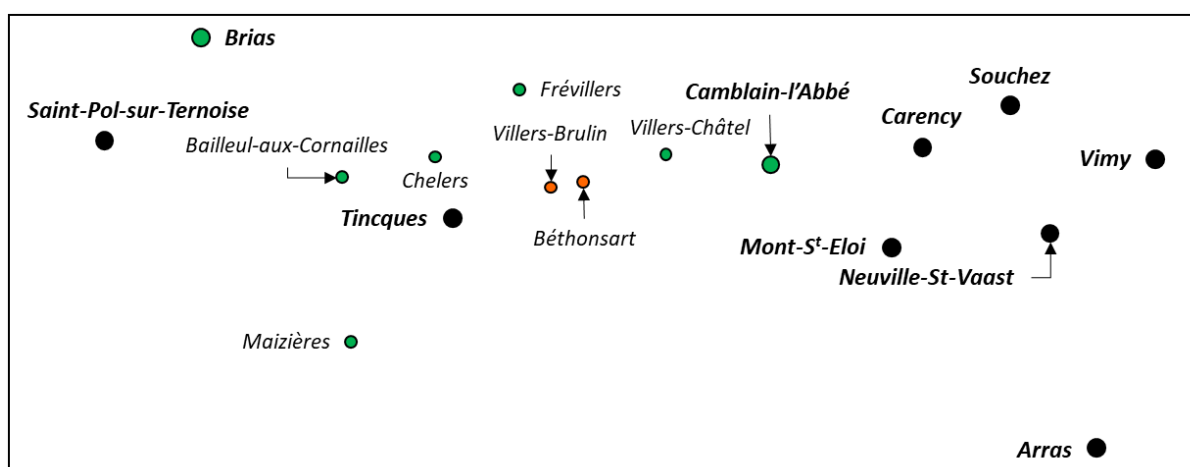 Brias
Souchez
Frévillers
Camblain-l'Abbé
Saint-Pol-sur-Ternoise
Carency
Villers-Brulin
Villers-Châtel
Bailleul-aux-Cornailles
Vimy
Chelers
Tincques
Béthonsart
Mont-Sᵗ-Eloi
Neuville-St-Vaast
Maizières
Arras